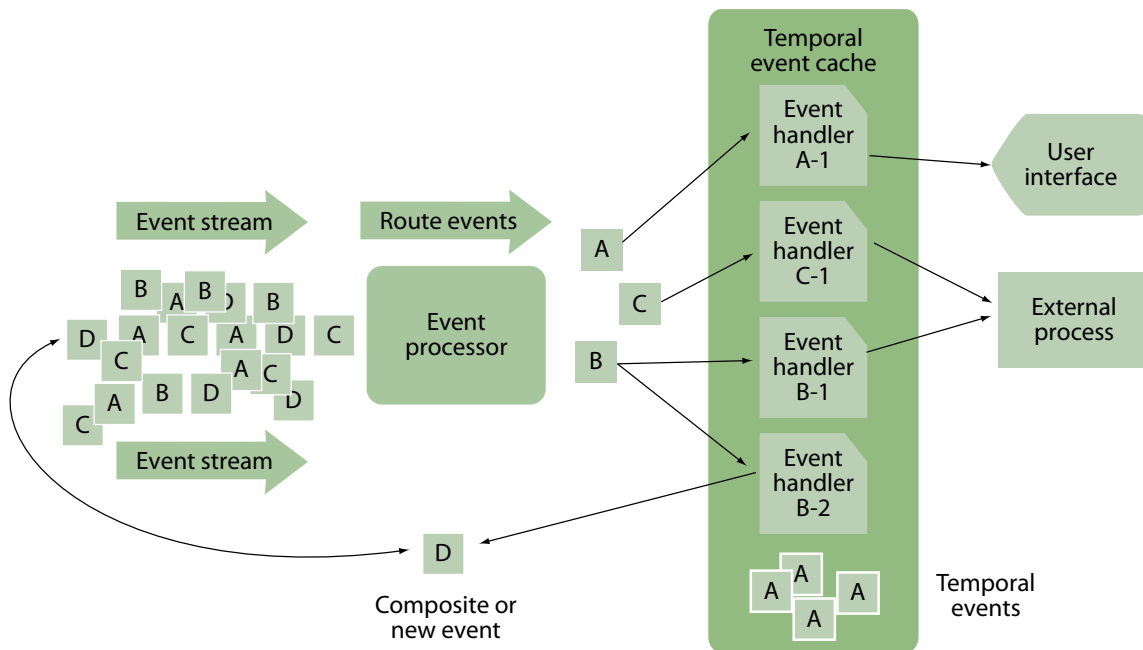 Temporal
event cache
Event
handler
A-1
User
interface
Event stream
Route events
A
Event
handler
C-1
C
B
A
B
D
B
D
A
C
A
D
C
C
A
C
A
B
D
D
C
Event
processor
B
External
process
Event
handler
B-1
Event stream
Event
handler
B-2
D
Composite or
new event
A
A
A
A
Temporal
events